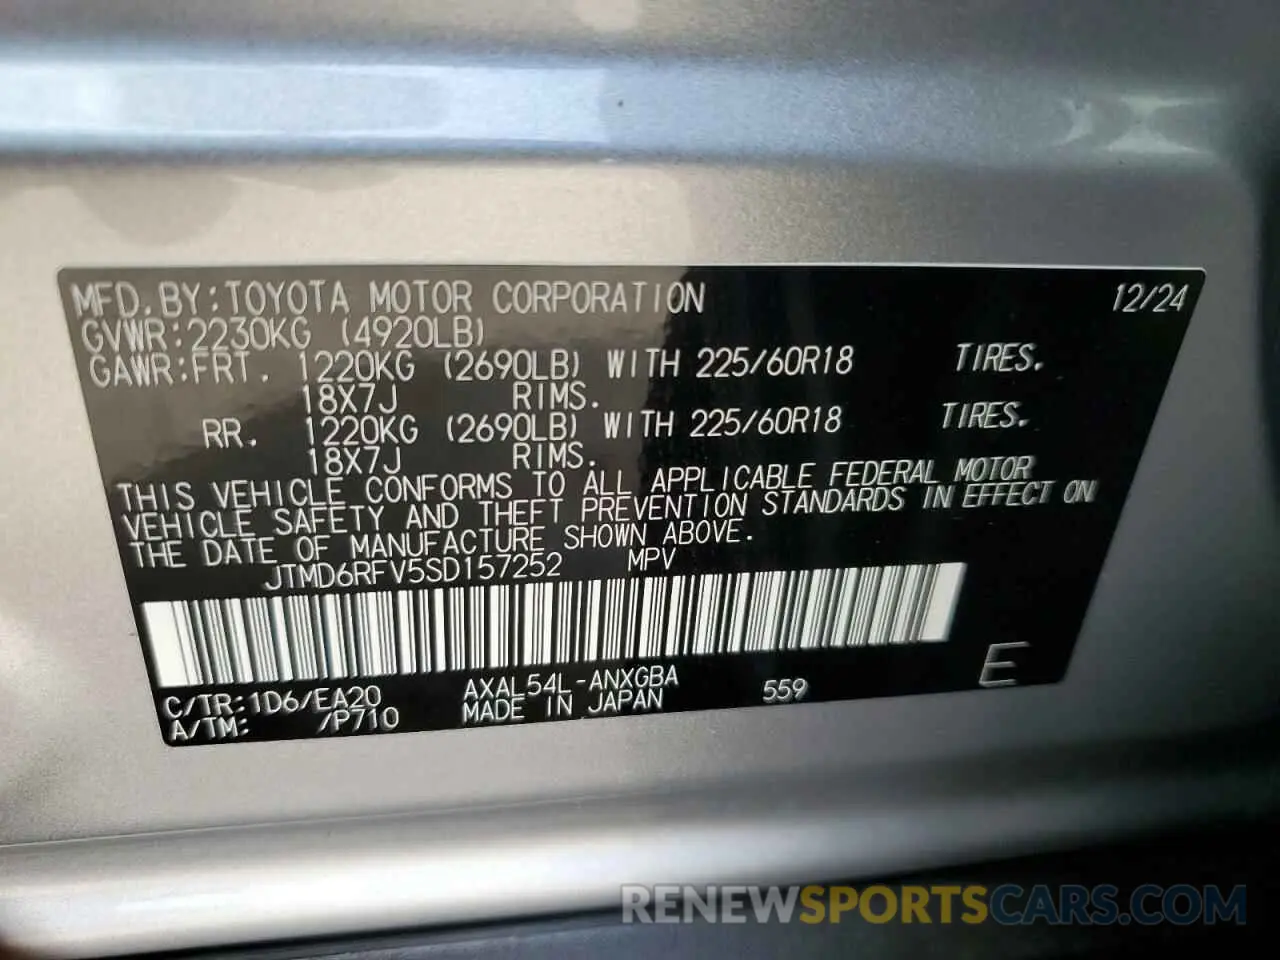 MFD.BY:TOYOTA MOTOR CORPORATION 12/24
GVWR:2230KG (4920LB)
GAWR:FRT. 1220KG (2690LB) WITH 225/60R18 TIRES.
18X7J RIMS.
RR. 1220KG (2690LB) WITH 225/60R18 TIRES.
18X7J RIMS.
THIS VEHICLE CONFORMS TO ALL APPLICABLE FEDERAL MOTOR
VEHICLE SAFETY AND THEFT PREVENTION STANDARDS IN EFFECT ON
THE DATE OF MANUFACTURE SHOWN ABOVE.
JTMD6RFV5SD157252 MPV
C/TR:1D6/EA20 AXAL54L-ANXGBA 559 E
A/TM: /P710 MADE IN JAPAN
RENEWSPORTSCARS.COM